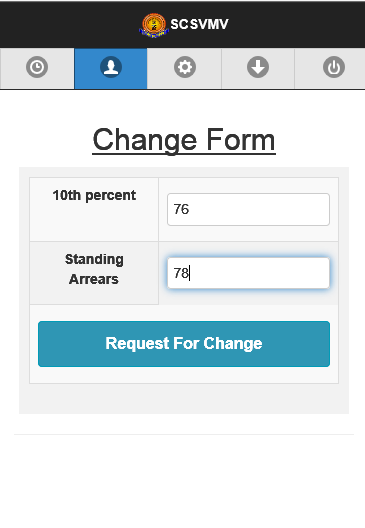 SCSVMV
Change Form
10th percent
76
Standing
Arrears
78
Request For Change